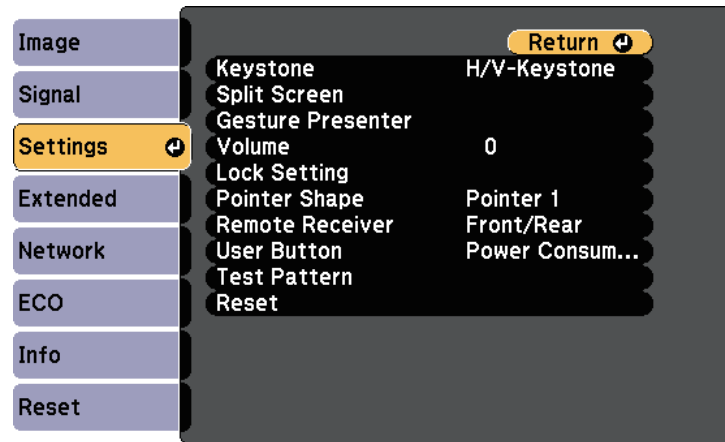 Image
Signal
Settings
Extended
Network
ECO
Info
Reset
Return
Keystone H/V-Keystone
Split Screen
Gesture Presenter
Volume 0
Lock Setting
Pointer Shape Pointer 1
Remote Receiver Front/Rear
User Button Power Consum...
Test Pattern
Reset